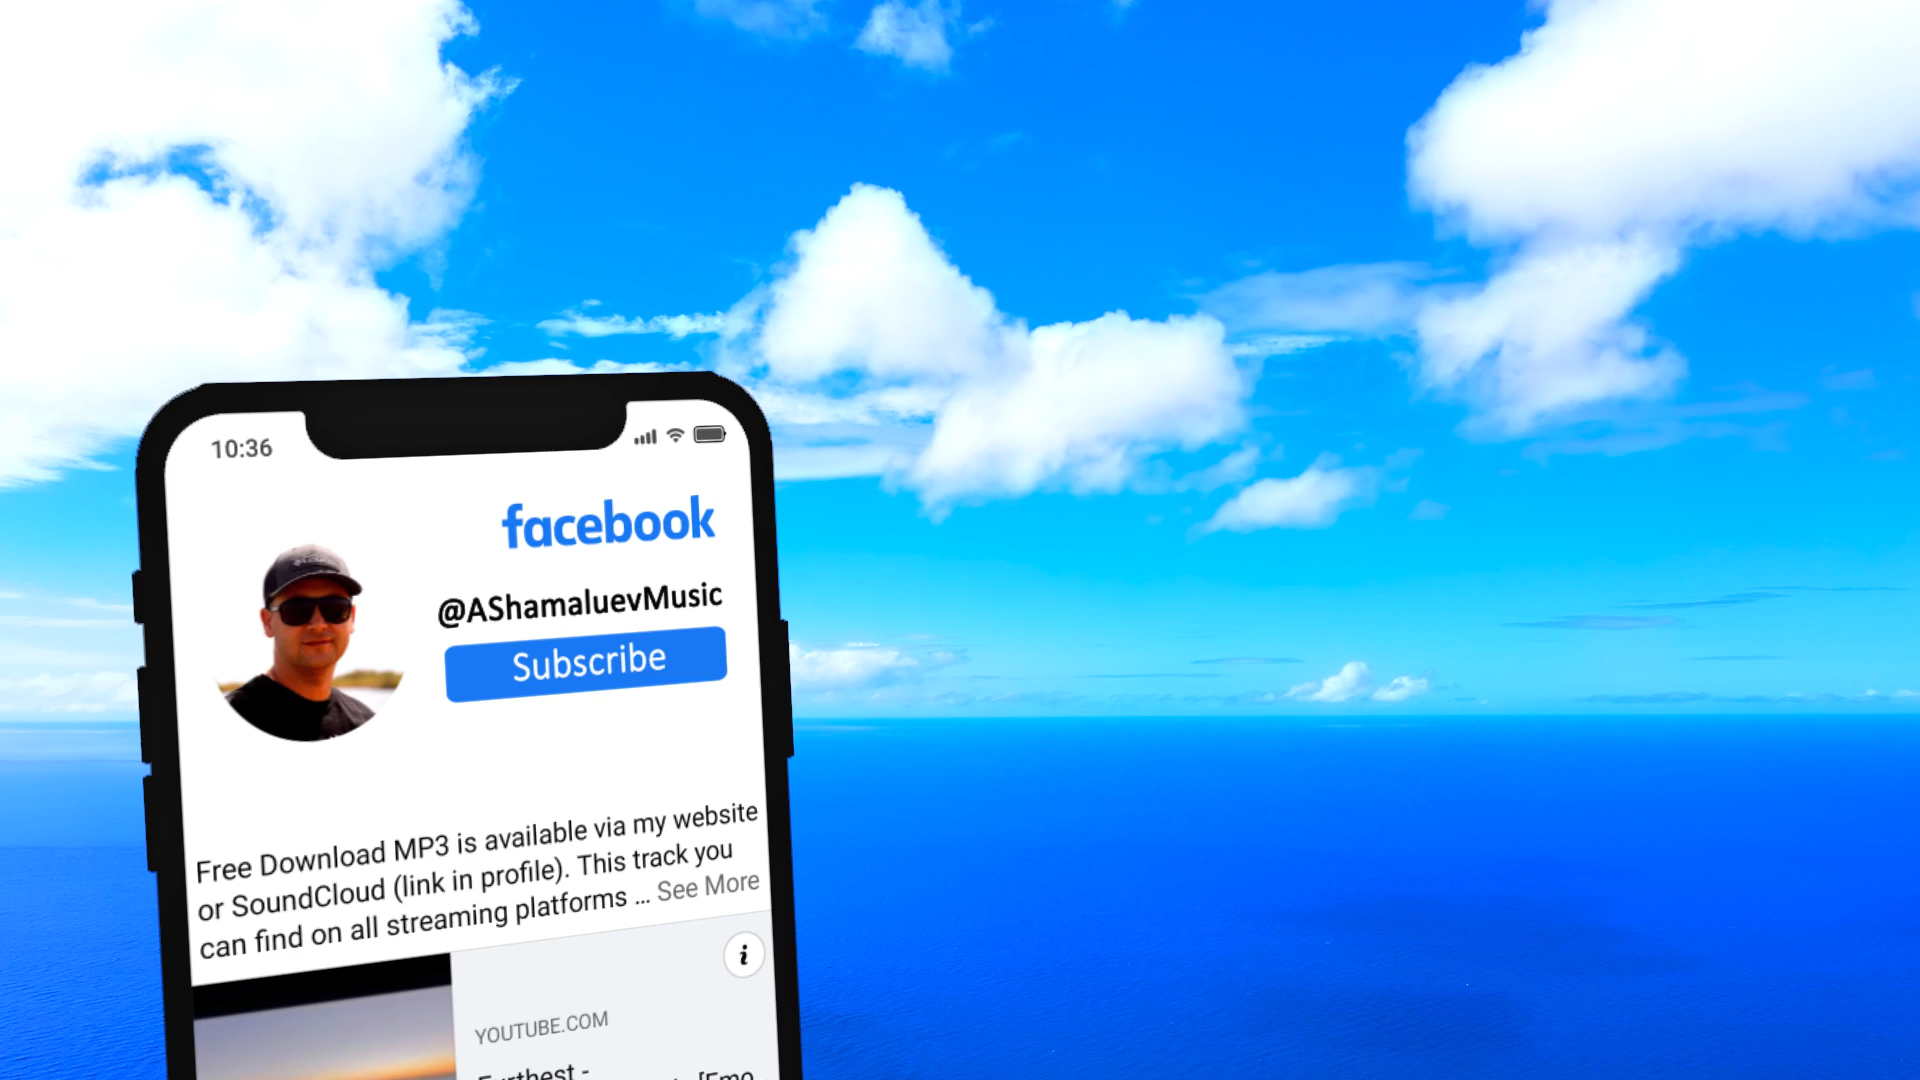 10:36
facebook
@AShamaluevMusic
Subscribe
Free Download MP3 is available via my website
or SoundCloud (link in profile). This track you
can find on all streaming platforms ... See More
i
YOUTUBE.COM
Furthest -